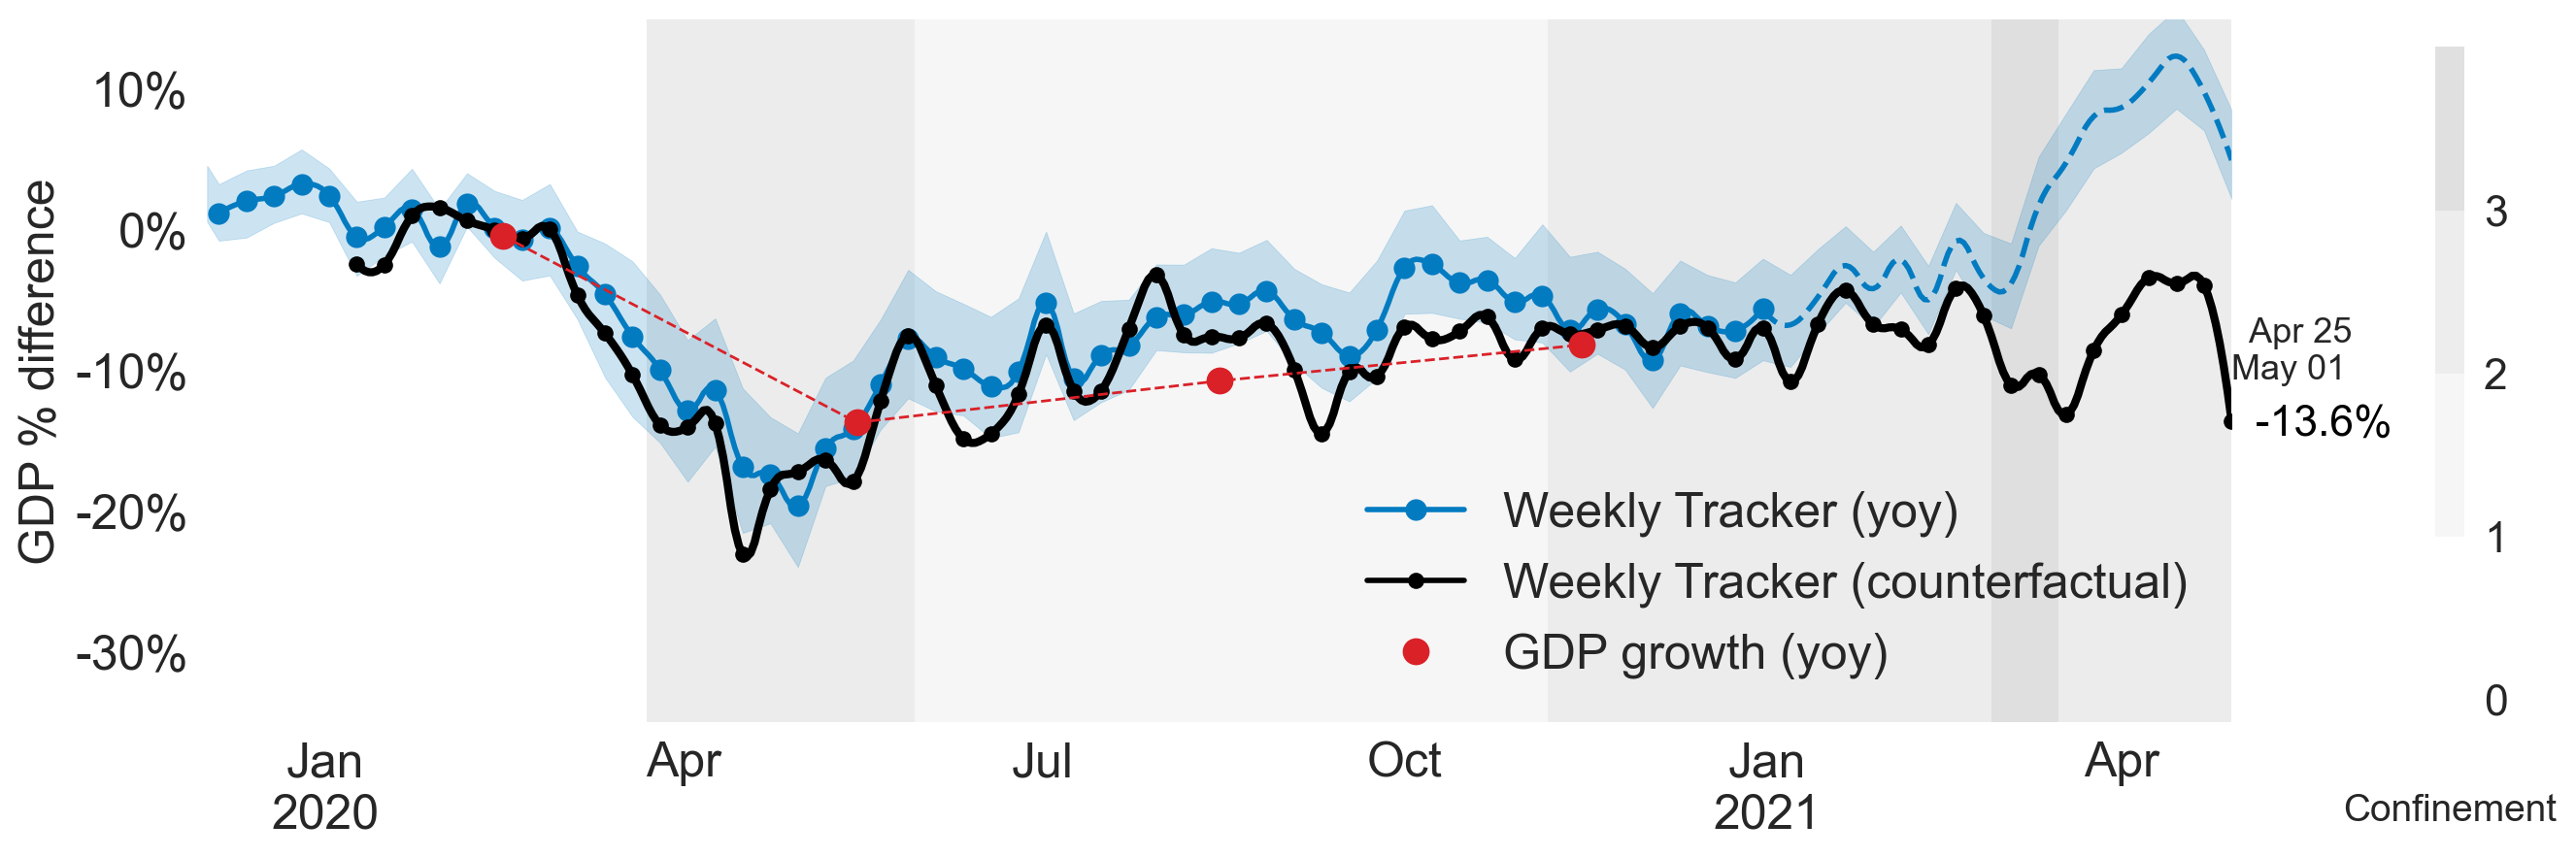 GDP % difference
10%
0%
-10%
-20%
-30%
Jan
2020
Apr
Jul
Oct
Jan
2021
Apr
Weekly Tracker (yoy)
Weekly Tracker (counterfactual)
GDP growth (yoy)
Apr 25
May 01
-13.6%
3
2
1
0
Confinement